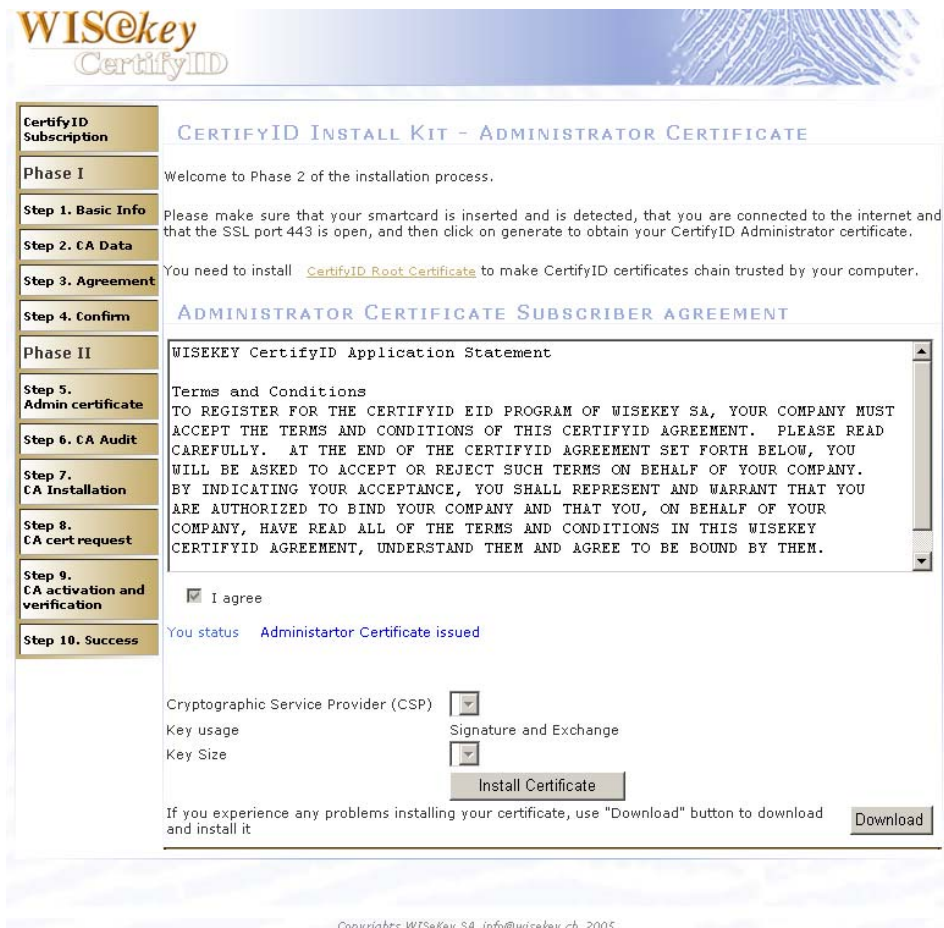 WISekey
CertifyID
CertifyID
Subscription
Phase I
Step 1. Basic Info
Step 2. CA Data
Step 3. Agreement
Step 4. Confirm
Phase II
Step 5.
Admin certificate
Step 6. CA Audit
Step 7.
CA Installation
Step 8.
CA cert request
Step 9.
CA activation and
verification
Step 10. Success
CERTIFYID INSTALL KIT - ADMINISTRATOR CERTIFICATE
Welcome to Phase 2 of the installation process.
Please make sure that your smartcard is inserted and is detected, that you are connected to the internet and
that the SSL port 443 is open, and then click on generate to obtain your CertifyID Administrator certificate.
You need to install CertifyID Root Certificate to make CertifyID certificates chain trusted by your computer.
ADMINISTRATOR CERTIFICATE SUBSCRIBER AGREEMENT
WISEKEY CertifyID Application Statement
Terms and Conditions
TO REGISTER FOR THE CERTIFYID EID PROGRAM OF WISEKEY SA, YOUR COMPANY MUST
ACCEPT THE TERMS AND CONDITIONS OF THIS CERTIFYID AGREEMENT. PLEASE READ
CAREFULLY. AT THE END OF THE CERTIFYID AGREEMENT SET FORTH BELOW, YOU
WILL BE ASKED TO ACCEPT OR REJECT SUCH TERMS ON BEHALF OF YOUR COMPANY.
BY INDICATING YOUR ACCEPTANCE, YOU SHALL REPRESENT AND WARRANT THAT YOU
ARE AUTHORIZED TO BIND YOUR COMPANY AND THAT YOU, ON BEHALF OF YOUR
COMPANY, HAVE READ ALL OF THE TERMS AND CONDITIONS IN THIS WISEKEY
CERTIFYID AGREEMENT, UNDERSTAND THEM AND AGREE TO BE BOUND BY THEM.
I agree
You status Administartor Certificate issued
Cryptographic Service Provider (CSP)
Key usage Signature and Exchange
Key Size
Install Certificate
If you experience any problems installing your certificate, use "Download" button to download
and install it
Download
Copyrights WISeKey SA, info@wisekey.ch, 2005